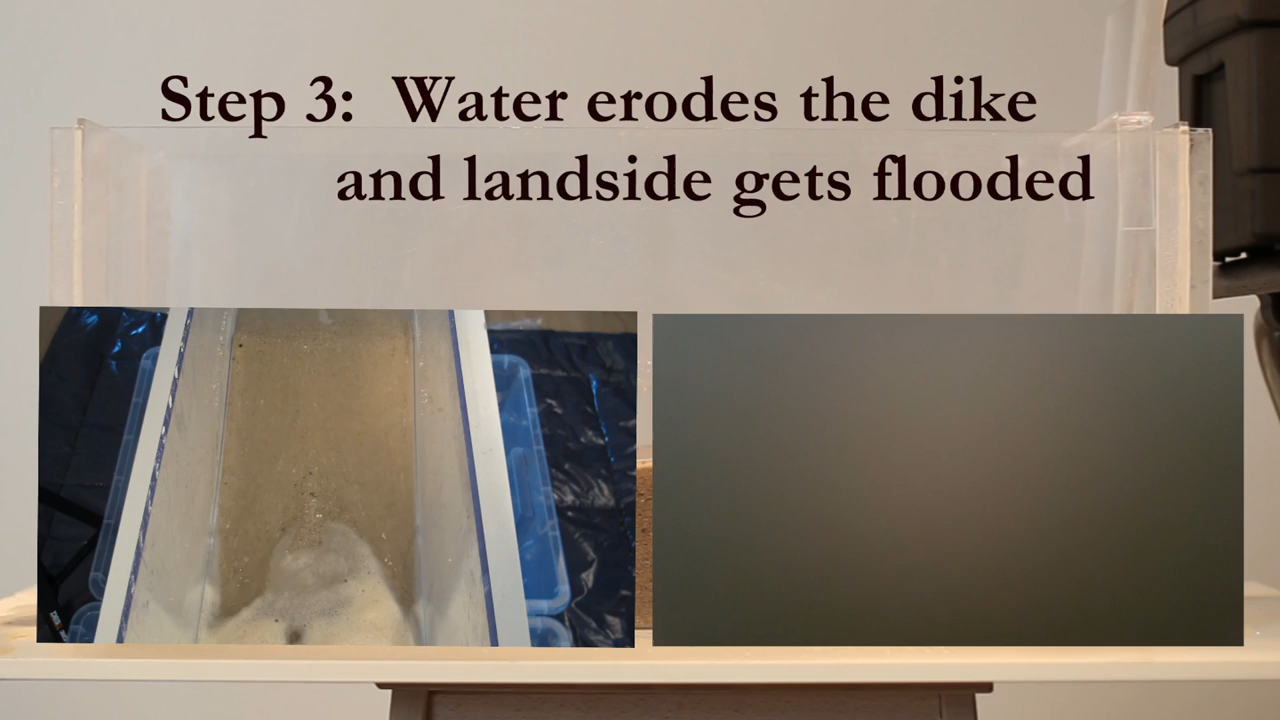 Step 3: Water erodes the dike
and landside gets flooded